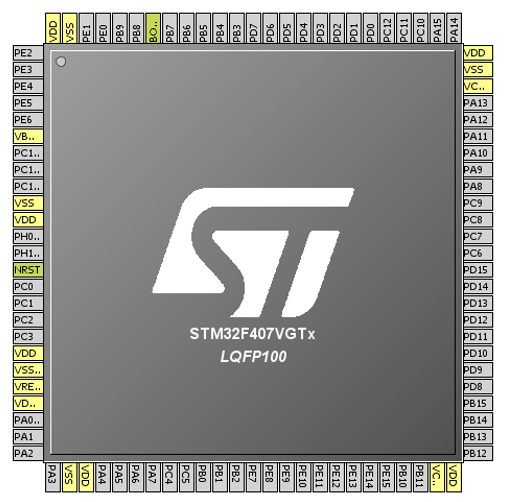 VDD VSS PE1 PE0 PB9 PB8 BO.. PB7 PB6 PB5 PB4 PB3 PD7 PD6 PD5 PD4 PD3 PD2 PD1 PD0 PC12 PC11 PC10 PA15 PA14
PE2
PE3
PE4
PE5
PE6
VB..
PC1..
PC1..
PC1..
VSS
VDD
PH0..
PH1..
NRST
PC0
PC1
PC2
PC3
VDD
VSS..
VRE..
VD..
PA0..
PA1
PA2
ST
STM32F407VGTx
LQFP100
VDD
VSS
VC..
PA13
PA12
PA11
PA10
PA9
PA8
PC9
PC8
PC7
PC6
PD15
PD14
PD13
PD12
PD11
PD10
PD9
PD8
PB15
PB14
PB13
PB12
PA3 VSS VDD PA4 PA5 PA6 PA7 PC4 PC5 PB0 PB1 PB2 PE7 PE8 PE9 PE10 PE11 PE12 PE13 PE14 PE15 PB10 PB11 VC.. VDD